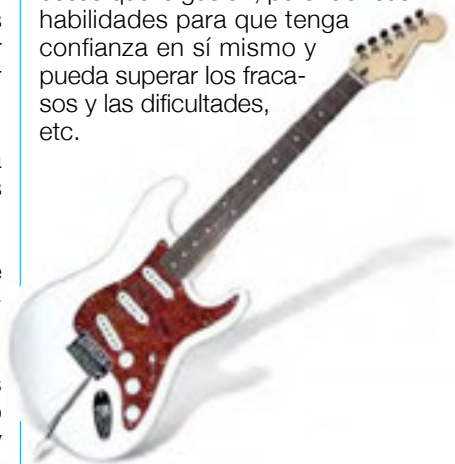 habilidades para que tenga
confianza en sí mismo y
pueda superar los fraca-
sos y las dificultades,
etc.